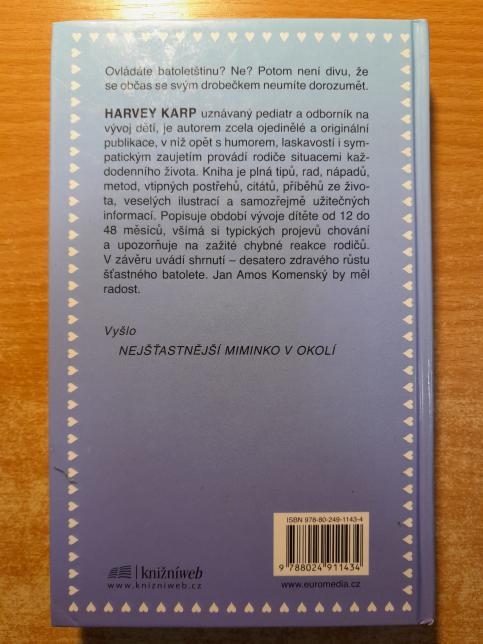 Ovládáte batoletštinu? Ne? Potom není divu, že
se občas se svým drobečkem neumíte dorozumět.
HARVEY KARP uznávaný pediatr a odborník na
vývoj dětí, je autorem zcela ojedinělé a originální
publikace, v níž opět s humorem, laskavostí i sym-
patickým zaujetím provádí rodiče situacemi kaž-
dodenního života. Kniha je plná tipů, rad, nápadů,
metod, vtipných postřehů, citátů, příběhů ze živo-
ta, veselých ilustrací a samozřejmě užitečných
informací. Popisuje období vývoje dítěte od 12 do
48 měsíců, všímá si typických projevů chování
a upozorňuje na zažité chybné reakce rodičů.
V závěru uvádí shrnutí – desatero zdravého růstu
šťastného batolete. Jan Amos Komenský by měl
radost.
Vyšlo
NEJŠŤASTNĚJŠÍ MIMINKO V OKOLÍ
ISBN 978-80-249-1143-4
9 788024 911434
knižníweb
www.knizniweb.cz
www.euromedia.cz